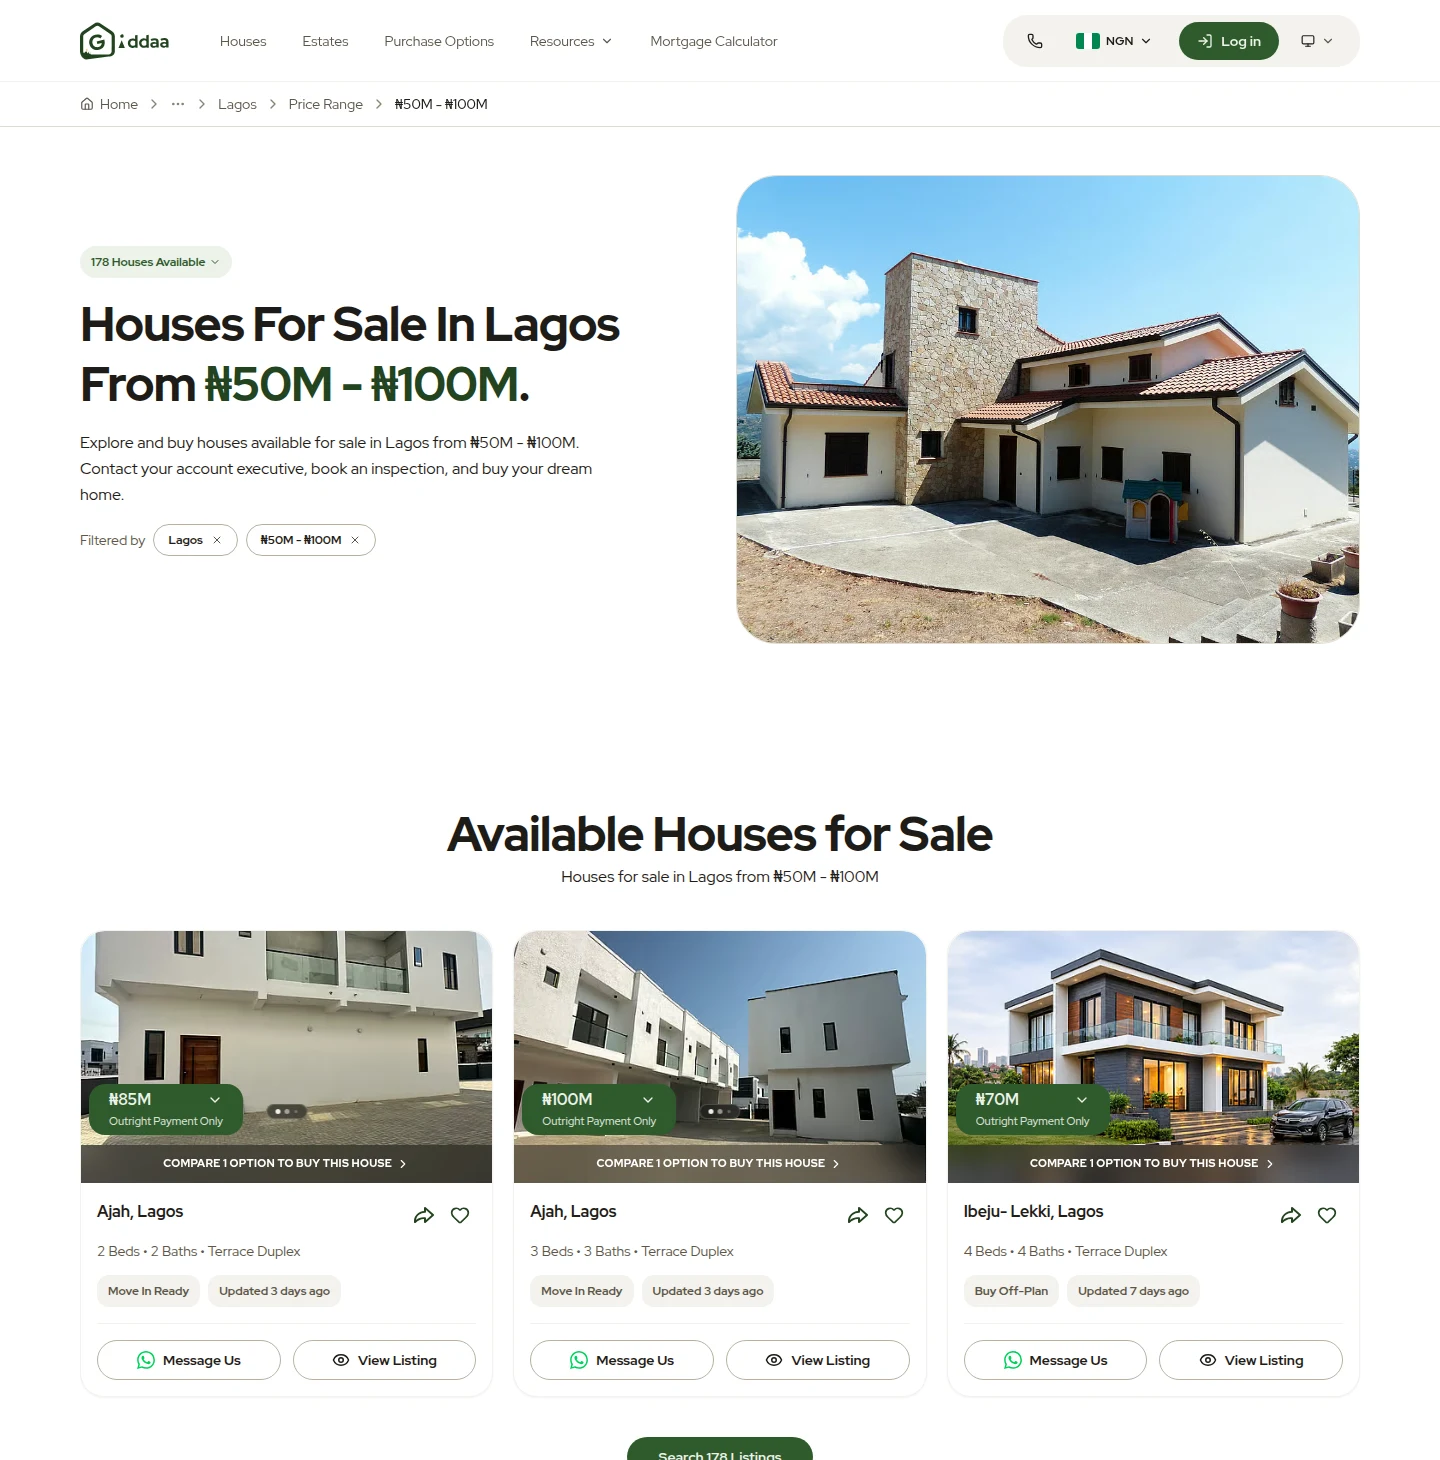 Giddaa
Houses
Estates
Purchase Options
Resources
Mortgage Calculator
NGN
Log in
Home
Lagos
Price Range
₦50M - ₦100M
178 Houses Available
Houses For Sale In Lagos
From ₦50M - ₦100M.
Explore and buy houses available for sale in Lagos from ₦50M - ₦100M.
Contact your account executive, book an inspection, and buy your dream
home.
Filtered by
Lagos
₦50M - ₦100M
Available Houses for Sale
Houses for sale in Lagos from ₦50M - ₦100M
₦85M
Outright Payment Only
COMPARE 1 OPTION TO BUY THIS HOUSE
Ajah, Lagos
2 Beds • 2 Baths • Terrace Duplex
Move In Ready
Updated 3 days ago
Message Us
View Listing
₦100M
Outright Payment Only
COMPARE 1 OPTION TO BUY THIS HOUSE
Ajah, Lagos
3 Beds • 3 Baths • Terrace Duplex
Move In Ready
Updated 3 days ago
Message Us
View Listing
₦70M
Outright Payment Only
COMPARE 1 OPTION TO BUY THIS HOUSE
Ibeju- Lekki, Lagos
4 Beds • 4 Baths • Terrace Duplex
Buy Off-Plan
Updated 7 days ago
Message Us
View Listing
Search 178 Listings